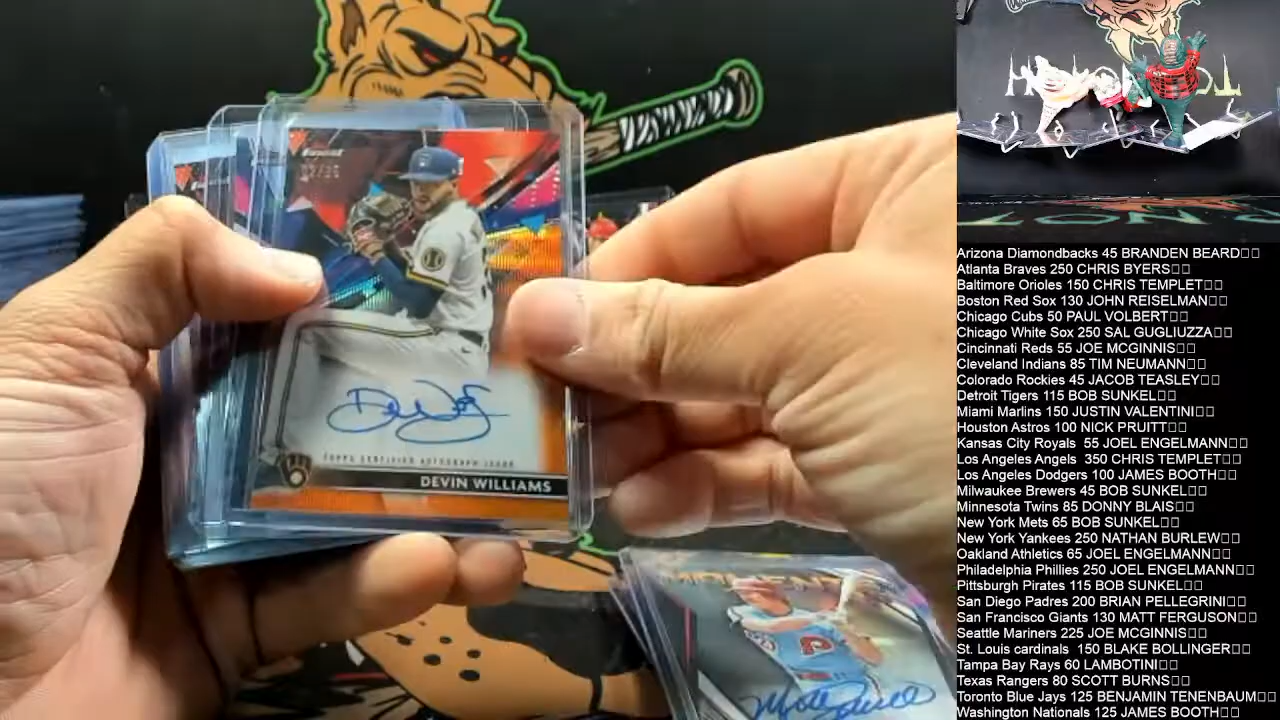 Finest
DEVIN WILLIAMS
TOPPS CERTIFIED AUTOGRAPH ISSUE
Arizona Diamondbacks 45 BRANDEN BEARD
Atlanta Braves 250 CHRIS BYERS
Baltimore Orioles 150 CHRIS TEMPLET
Boston Red Sox 130 JOHN REISELMAN
Chicago Cubs 50 PAUL VOLBERT
Chicago White Sox 250 SAL GUGLIUZZA
Cincinnati Reds 55 JOE MCGINNIS
Cleveland Indians 85 TIM NEUMANN
Colorado Rockies 45 JACOB TEASLEY
Detroit Tigers 115 BOB SUNKEL
Miami Marlins 150 JUSTIN VALENTINI
Houston Astros 100 NICK PRUITT
Kansas City Royals 55 JOEL ENGELMANN
Los Angeles Angels 350 CHRIS TEMPLET
Los Angeles Dodgers 100 JAMES BOOTH
Milwaukee Brewers 45 BOB SUNKEL
Minnesota Twins 85 DONNY BLAIS
New York Mets 65 BOB SUNKEL
New York Yankees 250 NATHAN BURLEW
Oakland Athletics 65 JOEL ENGELMANN
Philadelphia Phillies 250 JOEL ENGELMANN
Pittsburgh Pirates 115 BOB SUNKEL
San Diego Padres 200 BRIAN PELLEGRINI
San Francisco Giants 130 MATT FERGUSON
Seattle Mariners 225 JOE MCGINNIS
St. Louis cardinals 150 BLAKE BOLLINGER
Tampa Bay Rays 60 LAMBOTINI
Texas Rangers 80 SCOTT BURNS
Toronto Blue Jays 125 BENJAMIN TENENBAUM
Washington Nationals 125 JAMES BOOTH